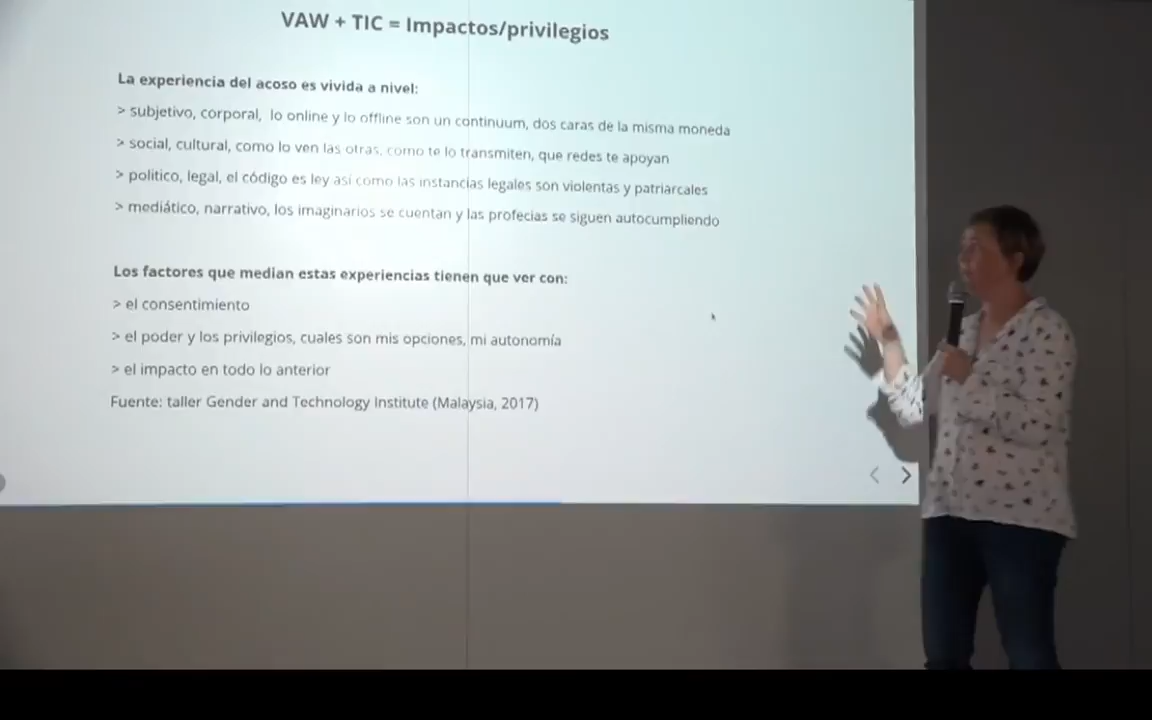 VAW + TIC = Impactos/privilegios
La experiencia del acoso es vivida a nivel:
> subjetivo, corporal, lo online y lo offline son un continuum, dos caras de la misma moneda
> social, cultural, como lo ven las otras, como te lo transmiten, que redes te apoyan
> politico, legal, el código es ley asi como las instancias legales son violentas y patriarcales
> mediático, narrativo, los imaginarios se cuentan y las profecias se siguen autocumpliendo
Los factores que median estas experiencias tienen que ver con:
> el consentimiento
> el poder y los privilegios, cuales son mis opciones, mi autonomía
> el impacto en todo lo anterior
Fuente: taller Gender and Technology Institute (Malaysia, 2017)